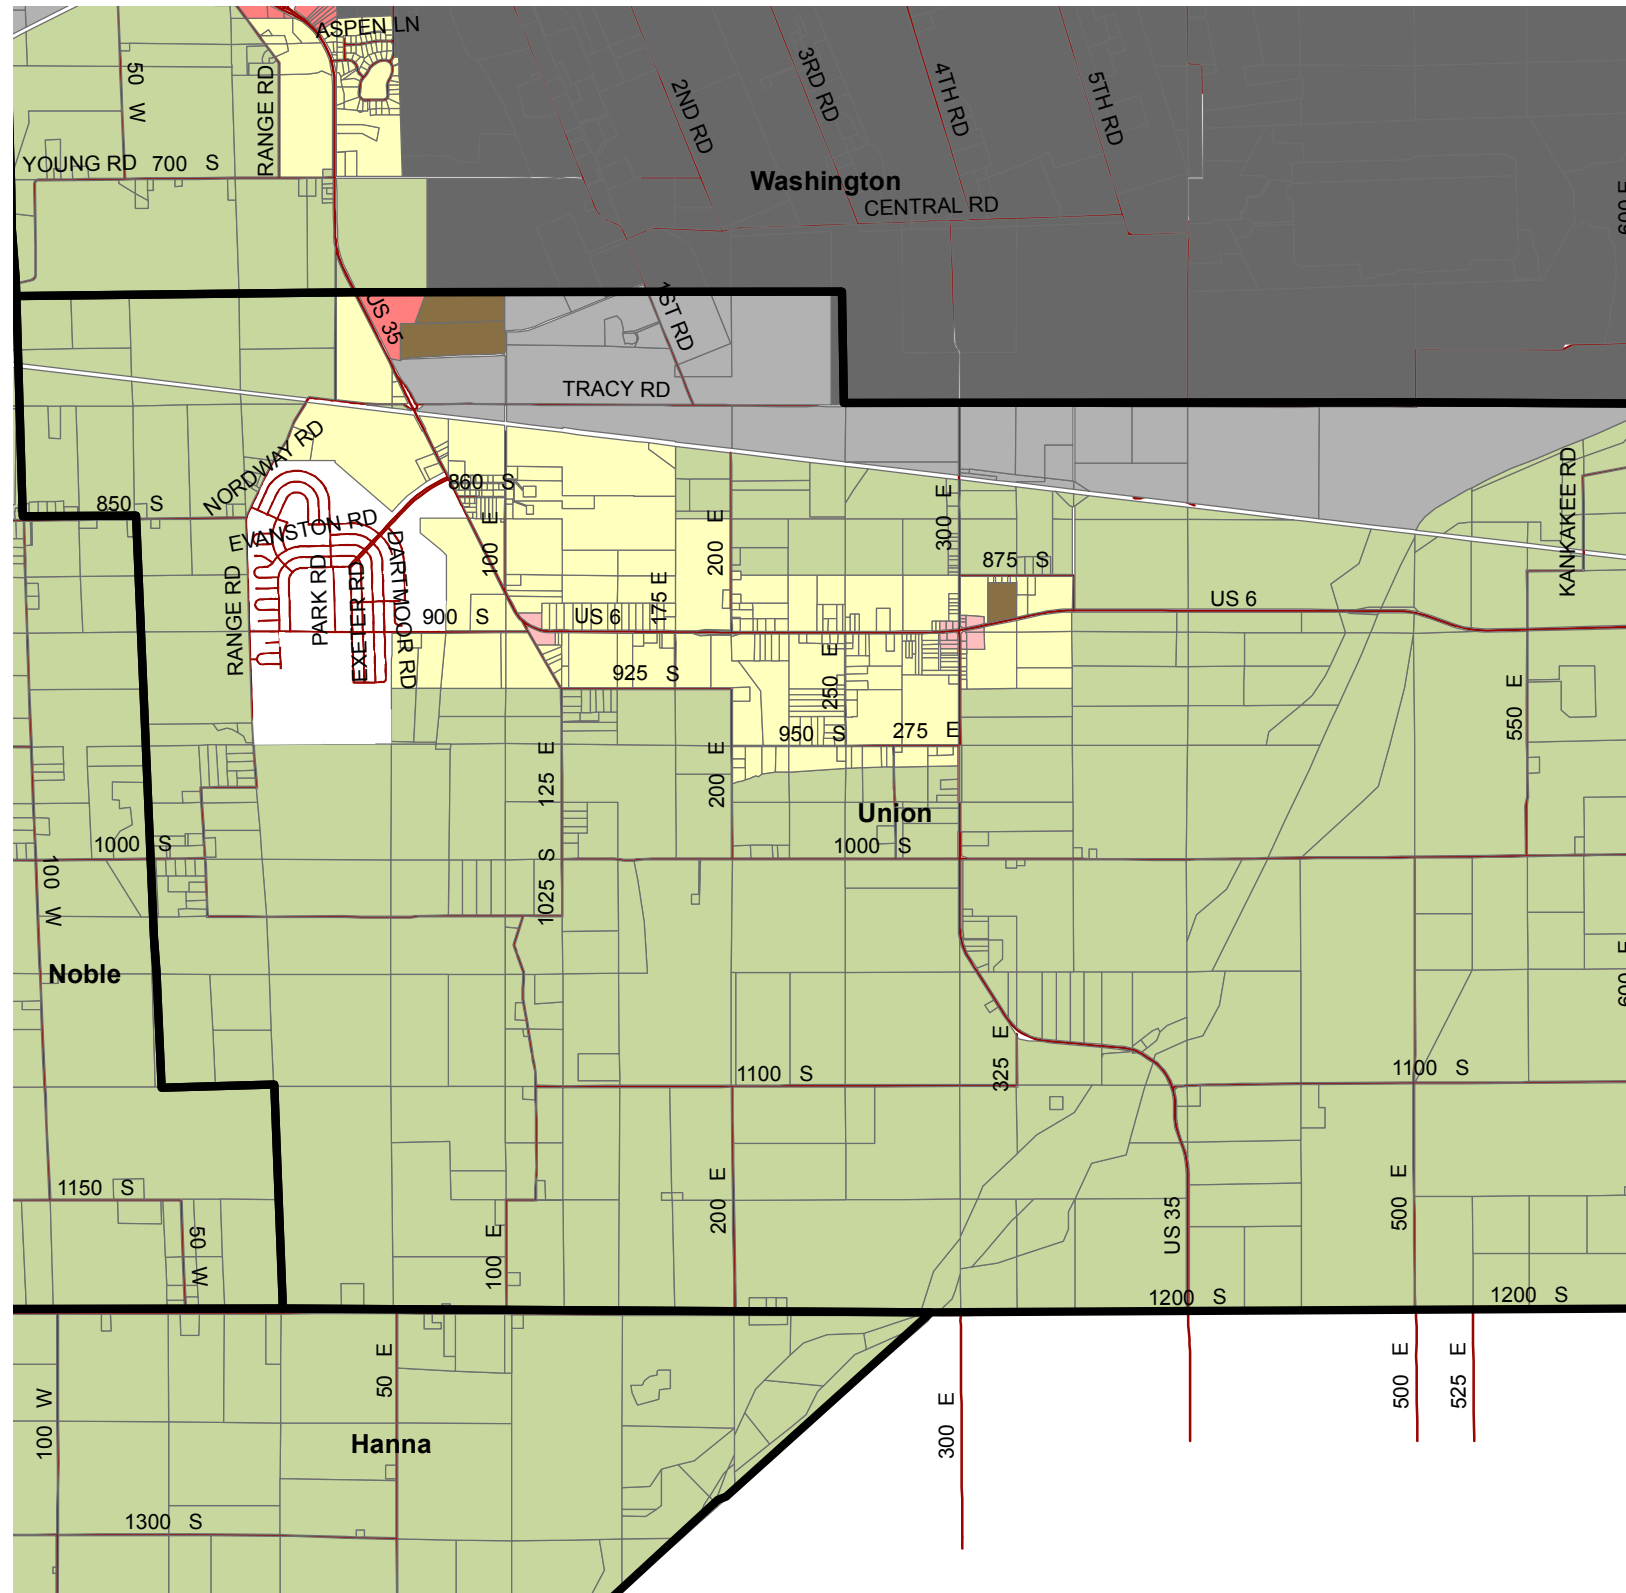 ASPEN LN
50 W
RANGE RD
2ND RD
3RD RD
4TH RD
5TH RD
YOUNG RD 700 S
Washington
CENTRAL RD
600 E
US 35
1ST RD
TRACY RD
NORDWAY RD
860 S
850 S
EVANSTON RD
100 E
200 E
300 E
KANKAKEE RD
875 S
RANGE RD
PARK RD
EXETER RD
DARTMOOR RD
900 S
US 6
175 E
US 6
925 S
250 E
550 E
950 S
275 E
125 E
200 E
Union
1000 S
1000 S
100 W
1025 S
Noble
600 E
325 E
1100 S
1100 S
1150 S
50 W
100 E
200 E
US 35
500 E
1200 S
1200 S
50 E
100 W
300 E
500 E
525 E
Hanna
1300 S